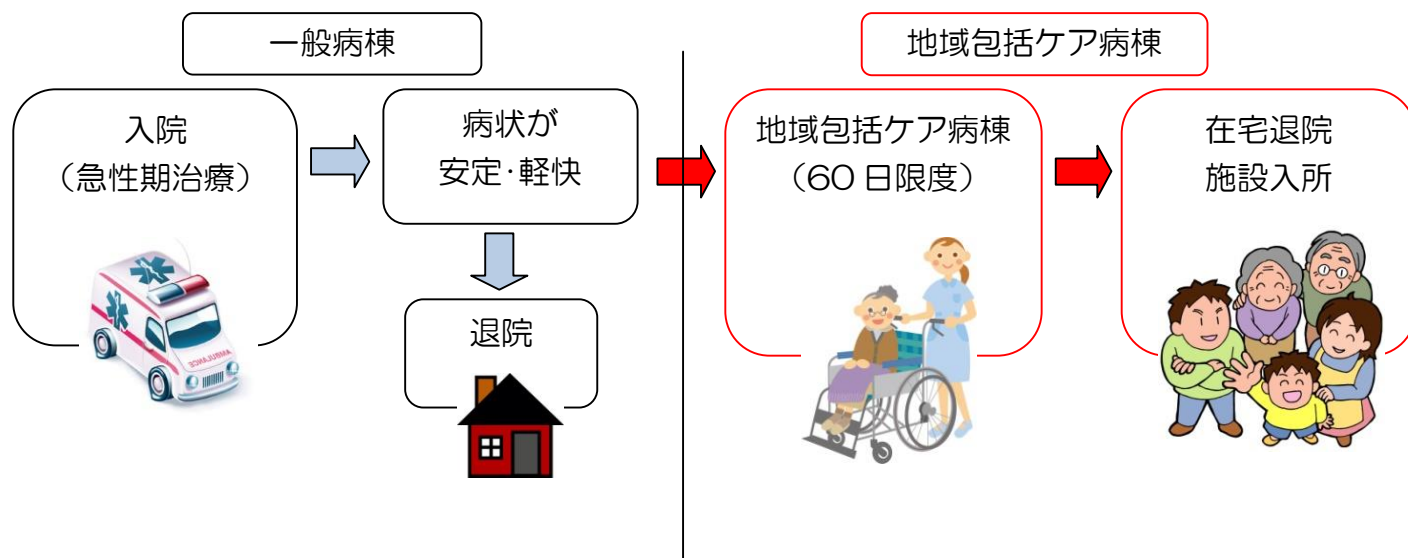 一般病棟
地域包括ケア病棟
入院
（急性期治療）
病状が
安定・軽快
退院
地域包括ケア病棟
（60日限度）
在宅退院
施設入所
AMBULANCE